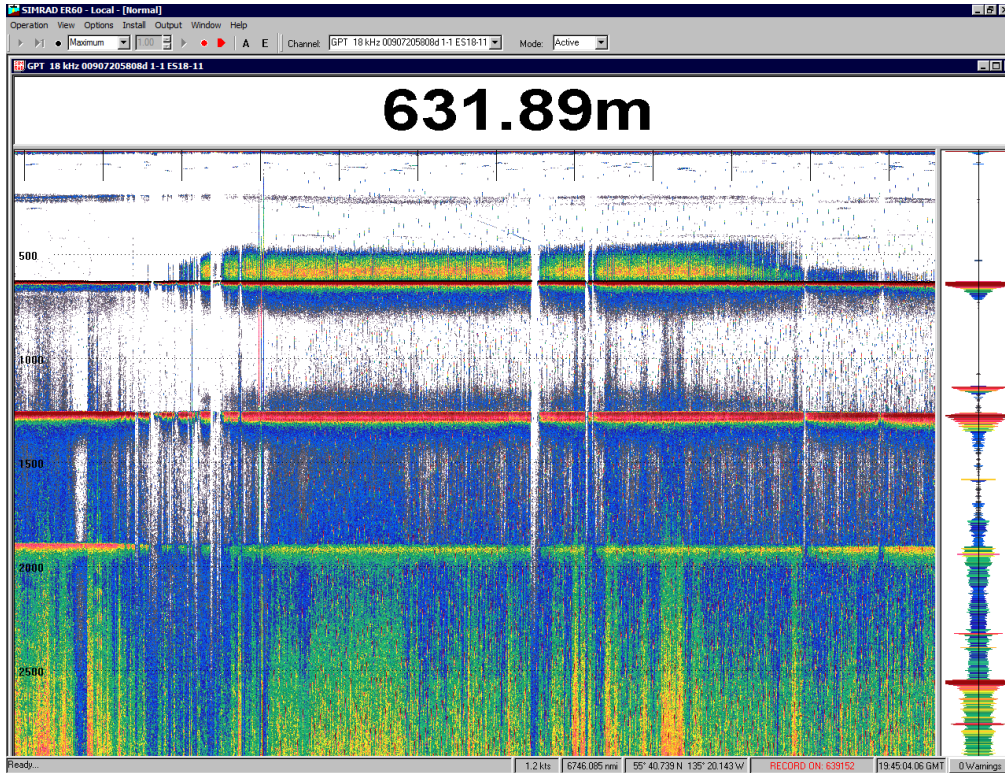 SIMRAD ER60 - Local - [Normal]
Operation View Options Install Output Window Help
Maximum 1.00 A E Channel: GPT 18 kHz 00907205808d 1-1 ES18-11 Mode: Active
GPT 18 kHz 00907205808d 1-1 ES18-11
631.89m
500
1000
1500
2000
2500
Ready... 1.2 kts 6746.085 nmi 55° 40.739 N 135° 20.143 W RECORD ON: 639152 19:45:04.06 GMT 0 Warnings